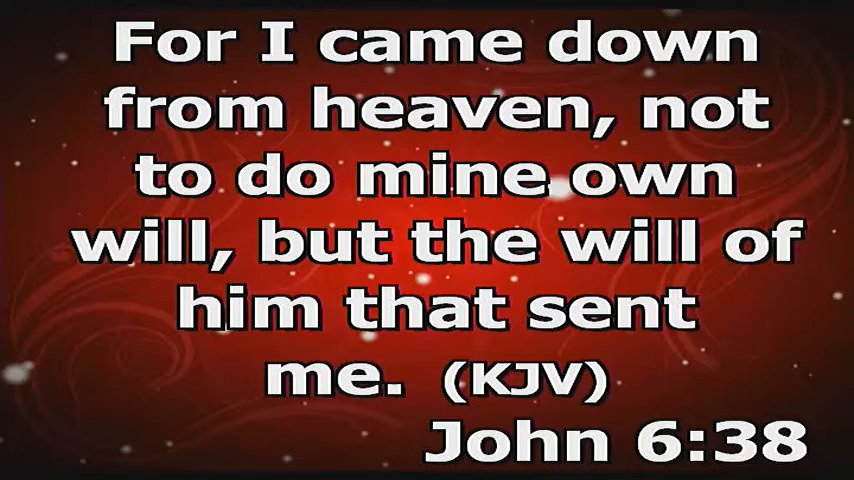 For I came down
from heaven, not
to do mine own
will, but the will of
him that sent
me. (KJV)
John 6:38